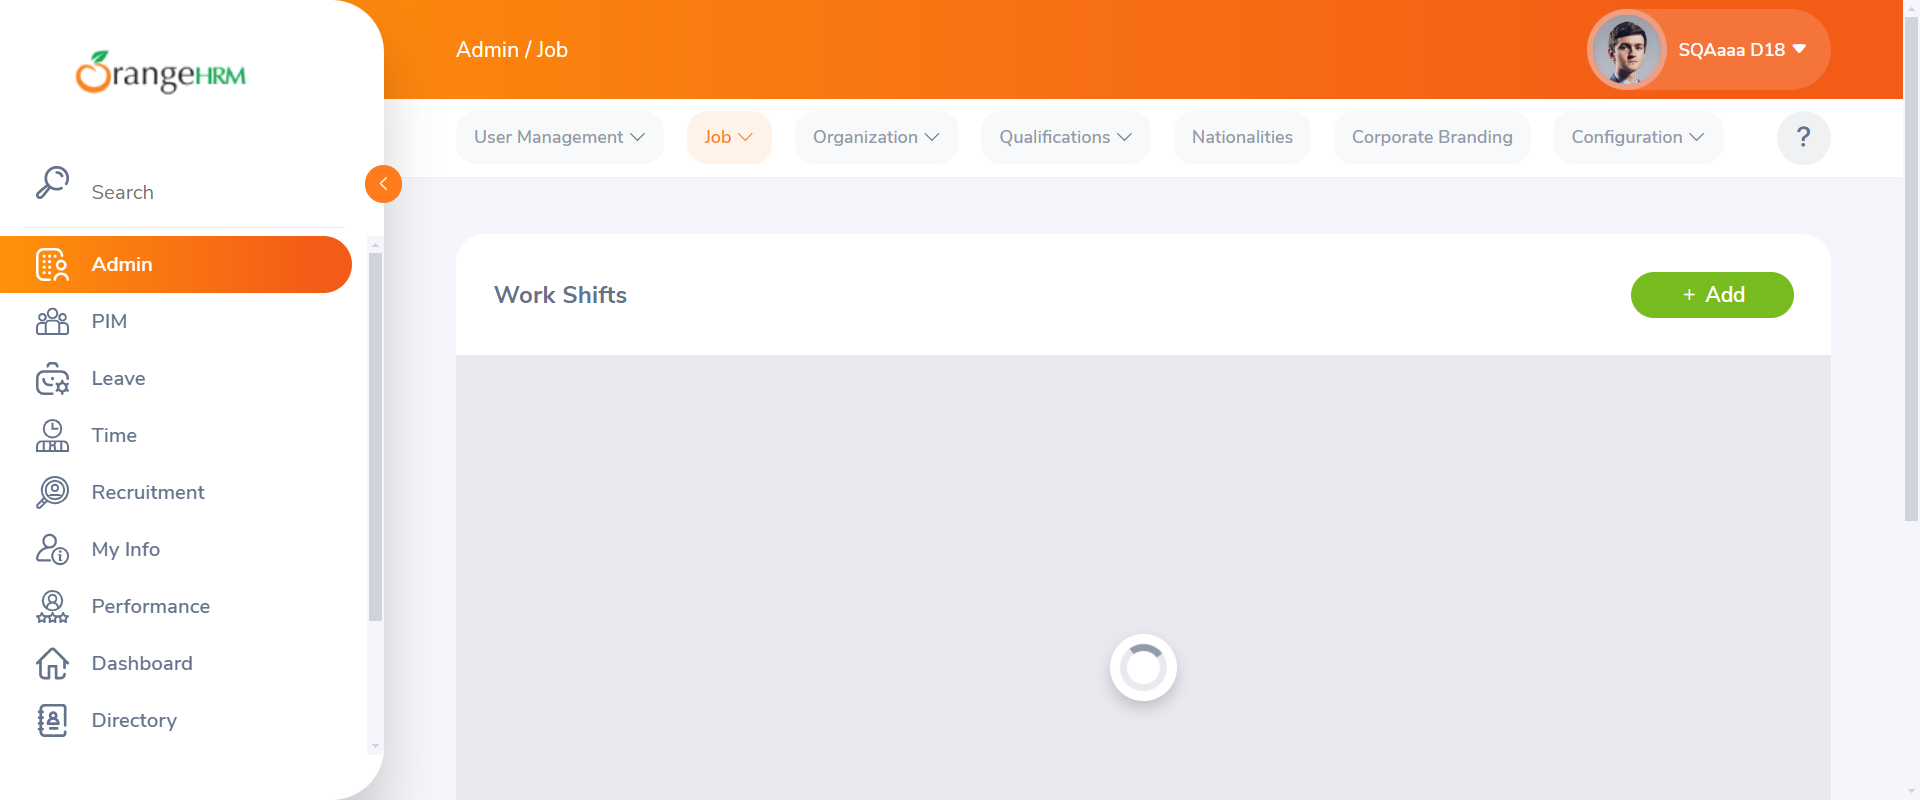 OrangeHRM
Search
Admin
PIM
Leave
Time
Recruitment
My Info
Performance
Dashboard
Directory
Admin / Job
SQAaaa D18
User Management
Job
Organization
Qualifications
Nationalities
Corporate Branding
Configuration
?
Work Shifts
+ Add